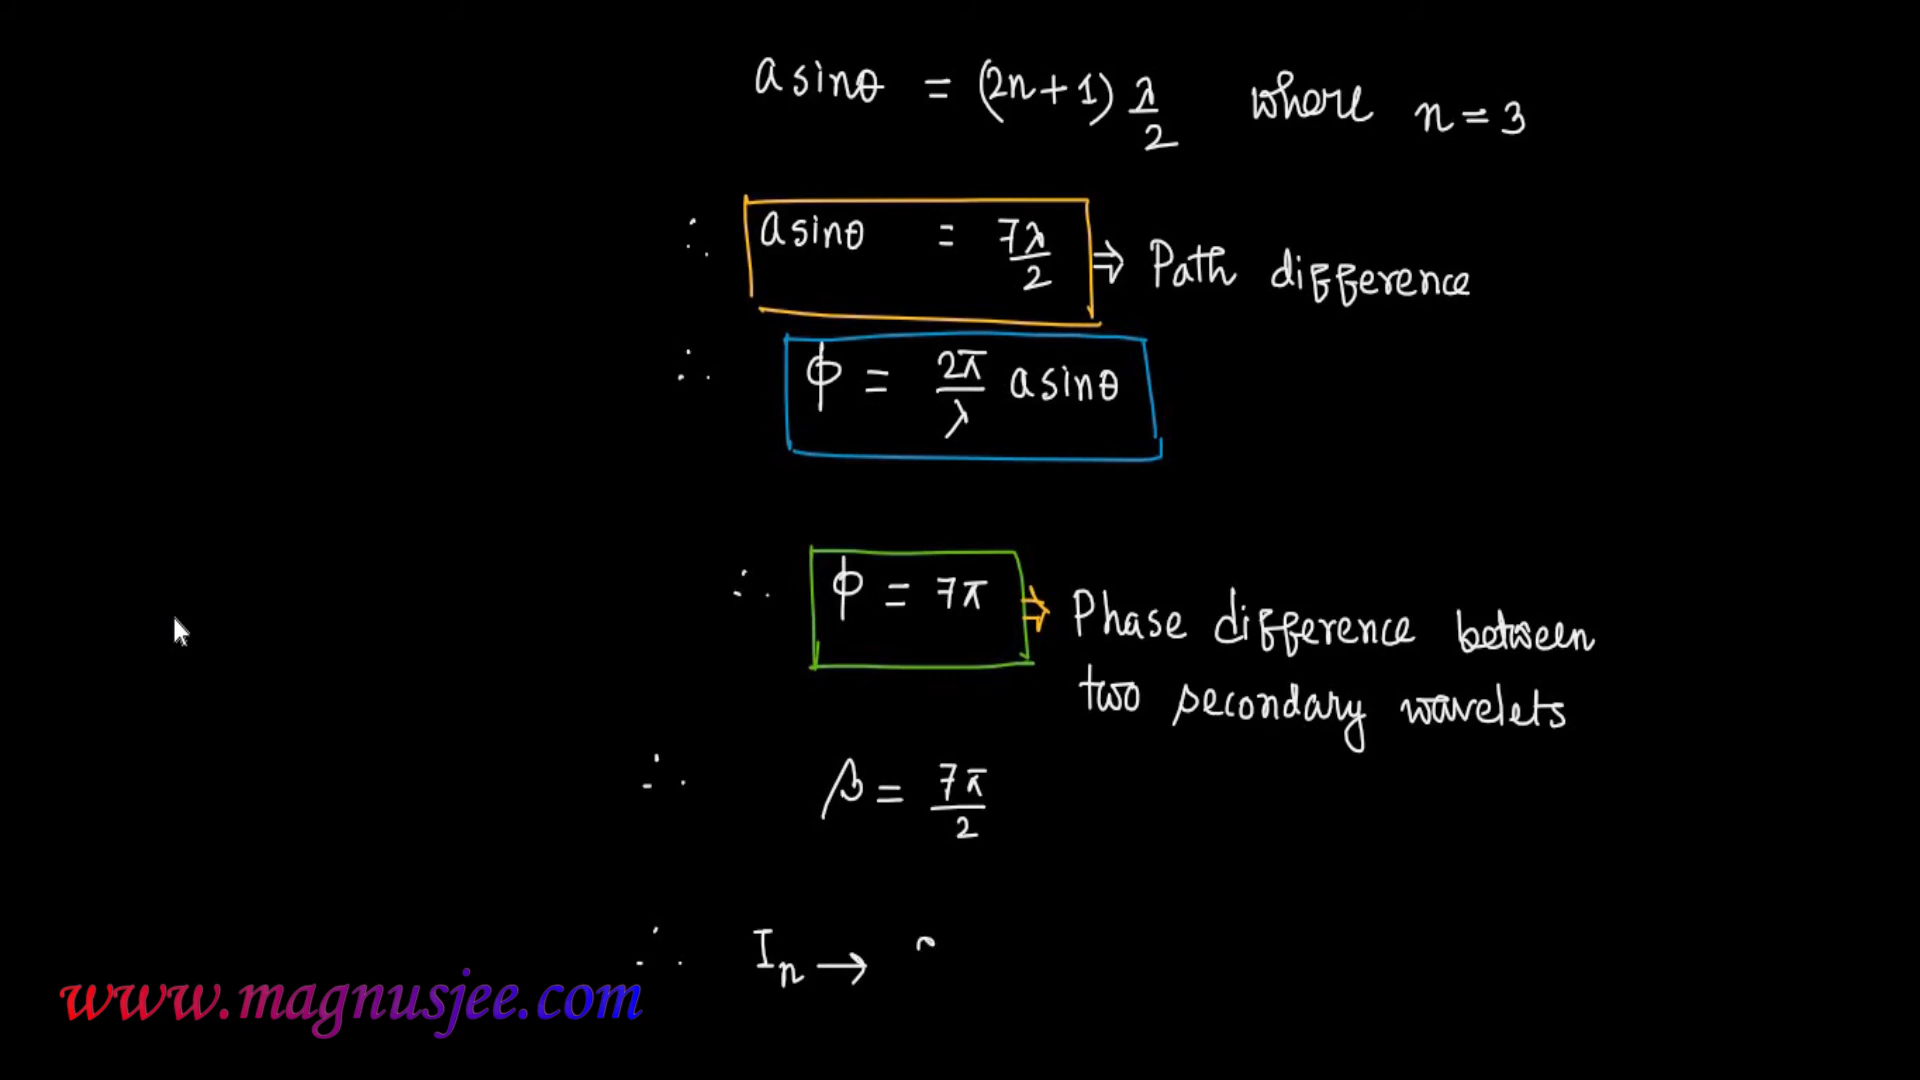 a sinθ = (2n+1) λ/2 where n = 3
∴ a sinθ = 7λ/2 ⇒ Path difference
∴ ϕ = 2π/λ a sinθ
∴ ϕ = 7π ⇒ Phase difference between
two secondary wavelets
∴ β = 7π/2
∴ Iₙ →
www.magnusjee.com